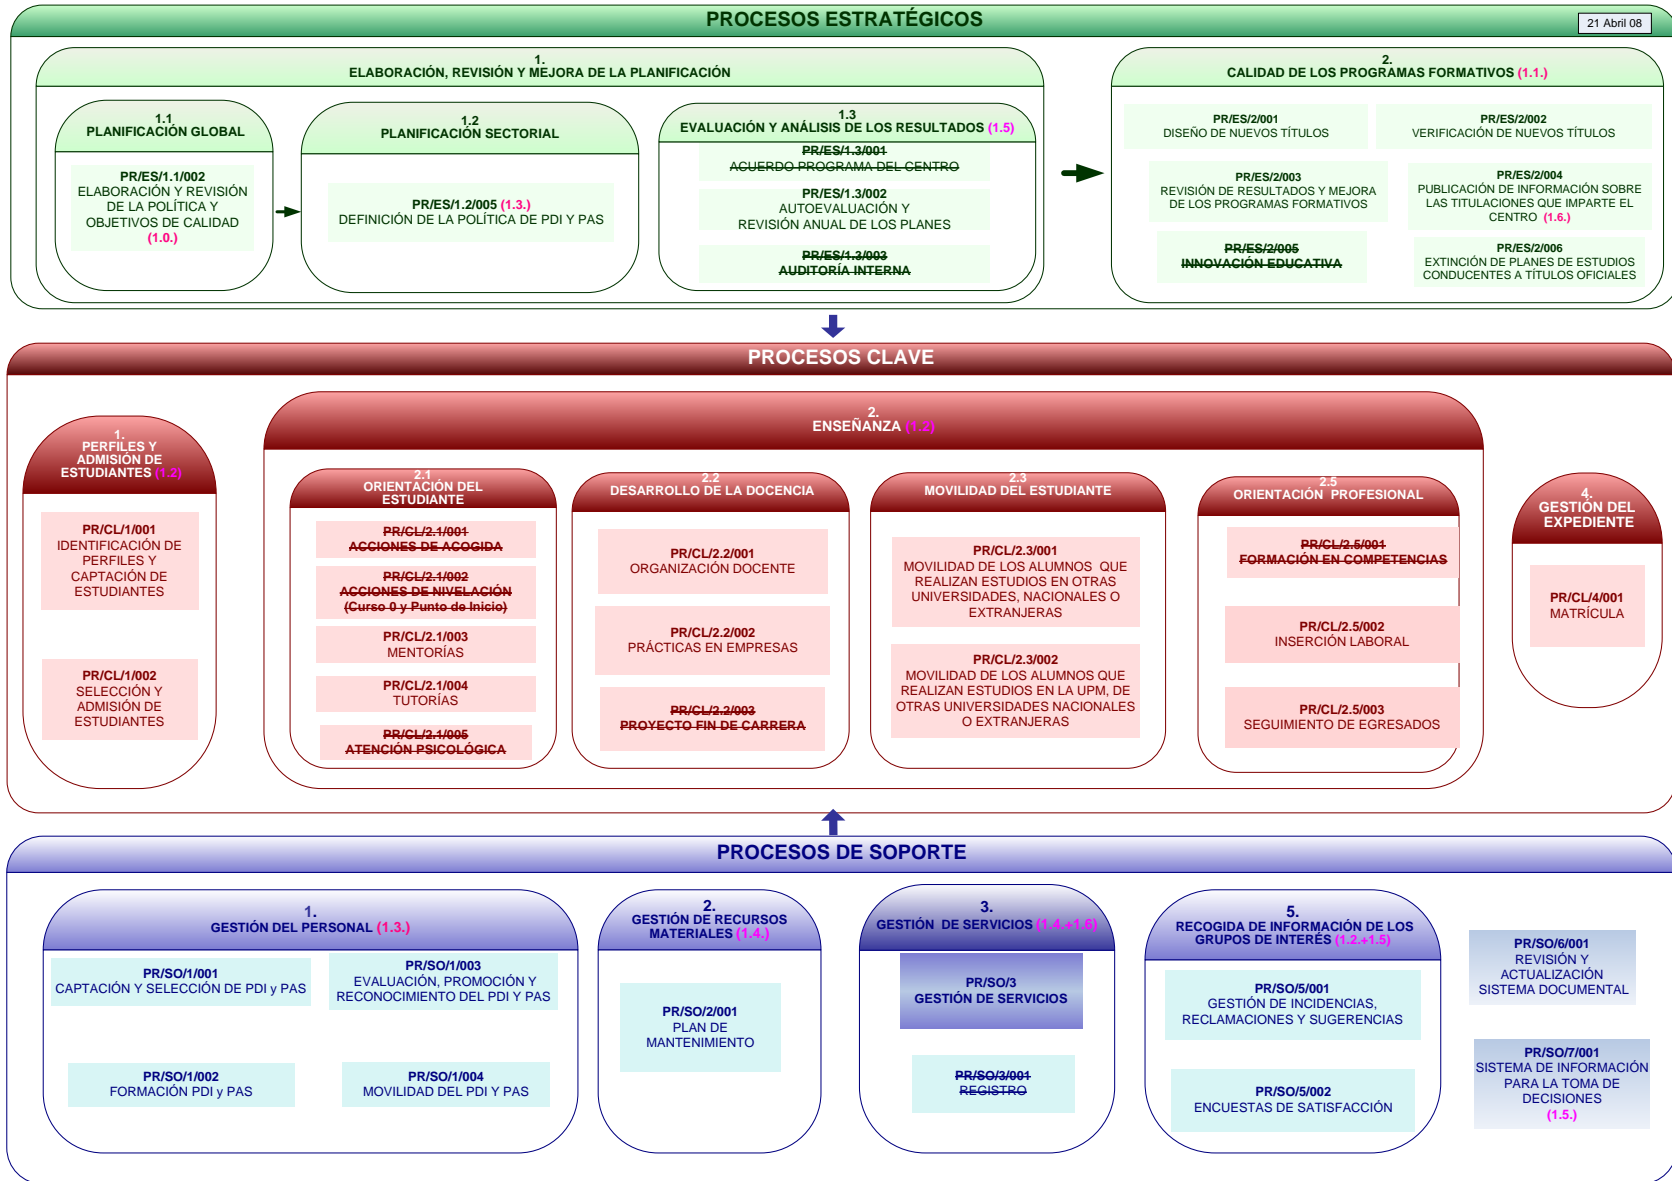 PROCESOS ESTRATÉGICOS
21 Abril 08
1.
ELABORACIÓN, REVISIÓN Y MEJORA DE LA PLANIFICACIÓN
1.1
PLANIFICACIÓN GLOBAL
PR/ES/1.1/002
ELABORACIÓN Y REVISIÓN
DE LA POLÍTICA Y
OBJETIVOS DE CALIDAD
(1.0.)
1.2
PLANIFICACIÓN SECTORIAL
PR/ES/1.2/005 (1.3.)
DEFINICIÓN DE LA POLÍTICA DE PDI Y PAS
1.3
EVALUACIÓN Y ANÁLISIS DE LOS RESULTADOS (1.5)
PR/ES/1.3/001
ACUERDO PROGRAMA DEL CENTRO
PR/ES/1.3/002
AUTOEVALUACIÓN Y
REVISIÓN ANUAL DE LOS PLANES
PR/ES/1.3/003
AUDITORÍA INTERNA
2.
CALIDAD DE LOS PROGRAMAS FORMATIVOS (1.1.)
PR/ES/2/001
DISEÑO DE NUEVOS TÍTULOS
PR/ES/2/002
VERIFICACIÓN DE NUEVOS TÍTULOS
PR/ES/2/003
REVISIÓN DE RESULTADOS Y MEJORA
DE LOS PROGRAMAS FORMATIVOS
PR/ES/2/004
PUBLICACIÓN DE INFORMACIÓN SOBRE
LAS TITULACIONES QUE IMPARTE EL
CENTRO (1.6.)
PR/ES/2/005
INNOVACIÓN EDUCATIVA
PR/ES/2/006
EXTINCIÓN DE PLANES DE ESTUDIOS
CONDUCENTES A TÍTULOS OFICIALES
PROCESOS CLAVE
1.
PERFILES Y
ADMISIÓN DE
ESTUDIANTES (1.2)
PR/CL/1/001
IDENTIFICACIÓN DE
PERFILES Y
CAPTACIÓN DE
ESTUDIANTES
PR/CL/1/002
SELECCIÓN Y
ADMISIÓN DE
ESTUDIANTES
2.
ENSEÑANZA (1.2)
2.1
ORIENTACIÓN DEL
ESTUDIANTE
PR/CL/2.1/001
ACCIONES DE ACOGIDA
PR/CL/2.1/002
ACCIONES DE NIVELACIÓN
(Curso 0 y Punto de Inicio)
PR/CL/2.1/003
MENTORÍAS
PR/CL/2.1/004
TUTORÍAS
PR/CL/2.1/005
ATENCIÓN PSICOLÓGICA
2.2
DESARROLLO DE LA DOCENCIA
PR/CL/2.2/001
ORGANIZACIÓN DOCENTE
PR/CL/2.2/002
PRÁCTICAS EN EMPRESAS
PR/CL/2.2/003
PROYECTO FIN DE CARRERA
2.3
MOVILIDAD DEL ESTUDIANTE
PR/CL/2.3/001
MOVILIDAD DE LOS ALUMNOS QUE
REALIZAN ESTUDIOS EN OTRAS
UNIVERSIDADES, NACIONALES O
EXTRANJERAS
PR/CL/2.3/002
MOVILIDAD DE LOS ALUMNOS QUE
REALIZAN ESTUDIOS EN LA UPM, DE
OTRAS UNIVERSIDADES NACIONALES
O EXTRANJERAS
2.5
ORIENTACIÓN PROFESIONAL
PR/CL/2.5/001
FORMACIÓN EN COMPETENCIAS
PR/CL/2.5/002
INSERCIÓN LABORAL
PR/CL/2.5/003
SEGUIMIENTO DE EGRESADOS
4.
GESTIÓN DEL
EXPEDIENTE
PR/CL/4/001
MATRÍCULA
PROCESOS DE SOPORTE
1.
GESTIÓN DEL PERSONAL (1.3.)
PR/SO/1/001
CAPTACIÓN Y SELECCIÓN DE PDI y PAS
PR/SO/1/003
EVALUACIÓN, PROMOCIÓN Y
RECONOCIMIENTO DEL PDI Y PAS
PR/SO/1/002
FORMACIÓN PDI y PAS
PR/SO/1/004
MOVILIDAD DEL PDI Y PAS
2.
GESTIÓN DE RECURSOS
MATERIALES (1.4.)
PR/SO/2/001
PLAN DE
MANTENIMIENTO
3.
GESTIÓN DE SERVICIOS (1.4.+1.6)
PR/SO/3
GESTIÓN DE SERVICIOS
PR/SO/3/001
REGISTRO
5.
RECOGIDA DE INFORMACIÓN DE LOS
GRUPOS DE INTERÉS (1.2.+1.5)
PR/SO/5/001
GESTIÓN DE INCIDENCIAS,
RECLAMACIONES Y SUGERENCIAS
PR/SO/5/002
ENCUESTAS DE SATISFACCIÓN
PR/SO/6/001
REVISIÓN Y
ACTUALIZACIÓN
SISTEMA DOCUMENTAL
PR/SO/7/001
SISTEMA DE INFORMACIÓN
PARA LA TOMA DE
DECISIONES
(1.5.)